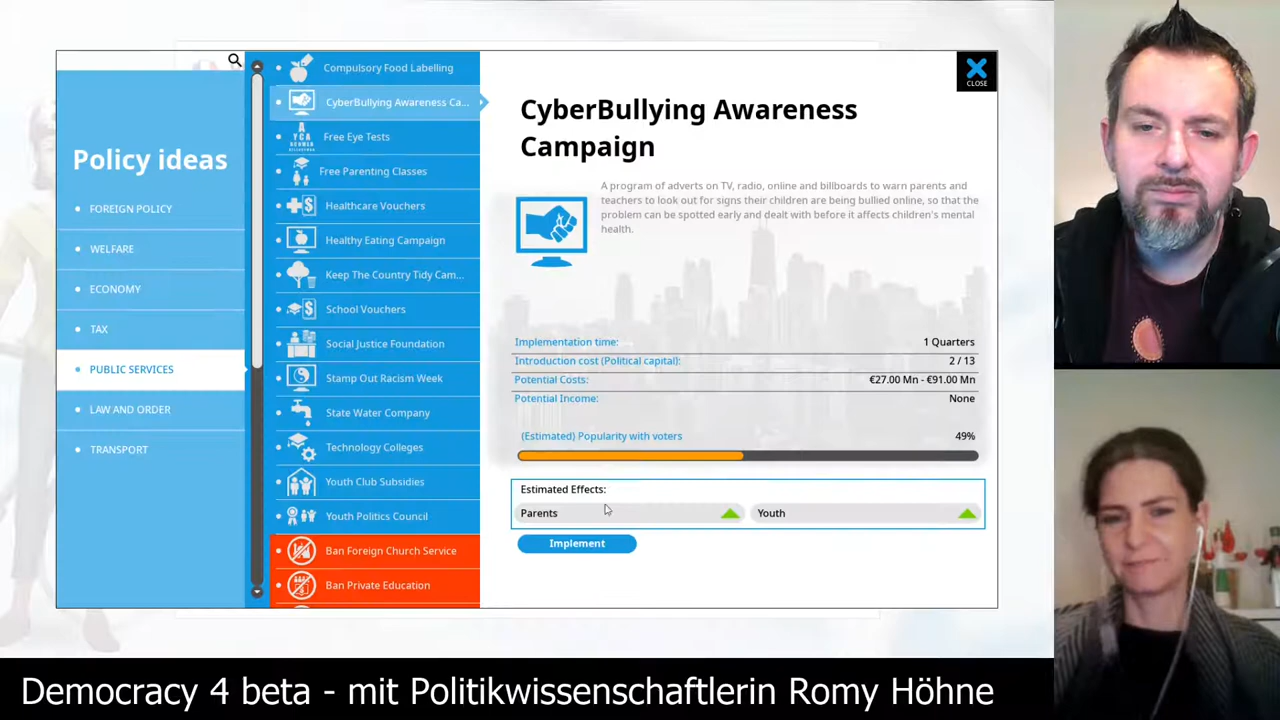 Policy ideas
FOREIGN POLICY
WELFARE
ECONOMY
TAX
PUBLIC SERVICES
LAW AND ORDER
TRANSPORT
Compulsory Food Labelling
CyberBullying Awareness Ca...
Free Eye Tests
Free Parenting Classes
Healthcare Vouchers
Healthy Eating Campaign
Keep The Country Tidy Cam...
School Vouchers
Social Justice Foundation
Stamp Out Racism Week
State Water Company
Technology Colleges
Youth Club Subsidies
Youth Politics Council
Ban Foreign Church Service
Ban Private Education
CLOSE
CyberBullying Awareness
Campaign
A program of adverts on TV, radio, online and billboards to warn parents and
teachers to look out for signs their children are being bullied online, so that the
problem can be spotted early and dealt with before it affects children's mental
health.
Implementation time: 1 Quarters
Introduction cost (Political capital): 2 / 13
Potential Costs: €27.00 Mn - €91.00 Mn
Potential Income: None
(Estimated) Popularity with voters 49%
Estimated Effects:
Parents Youth
Implement
Democracy 4 beta - mit Politikwissenschaftlerin Romy Höhne